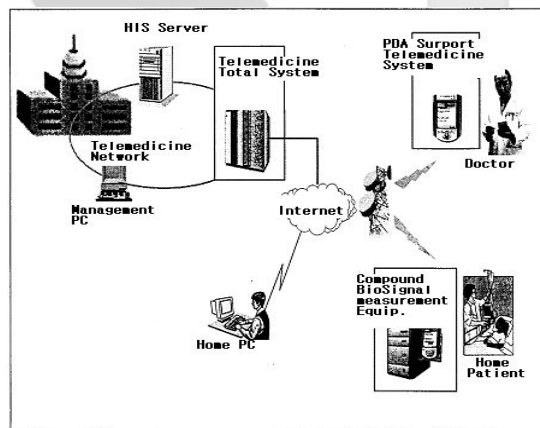 HIS Server
Telemedicine
Total System
PDA Surport
Telemedicine
System
Telemedicine
Network
Doctor
Management
PC
Internet
Compound
BioSignal
measurement
Equip.
Home PC
Home
Patient